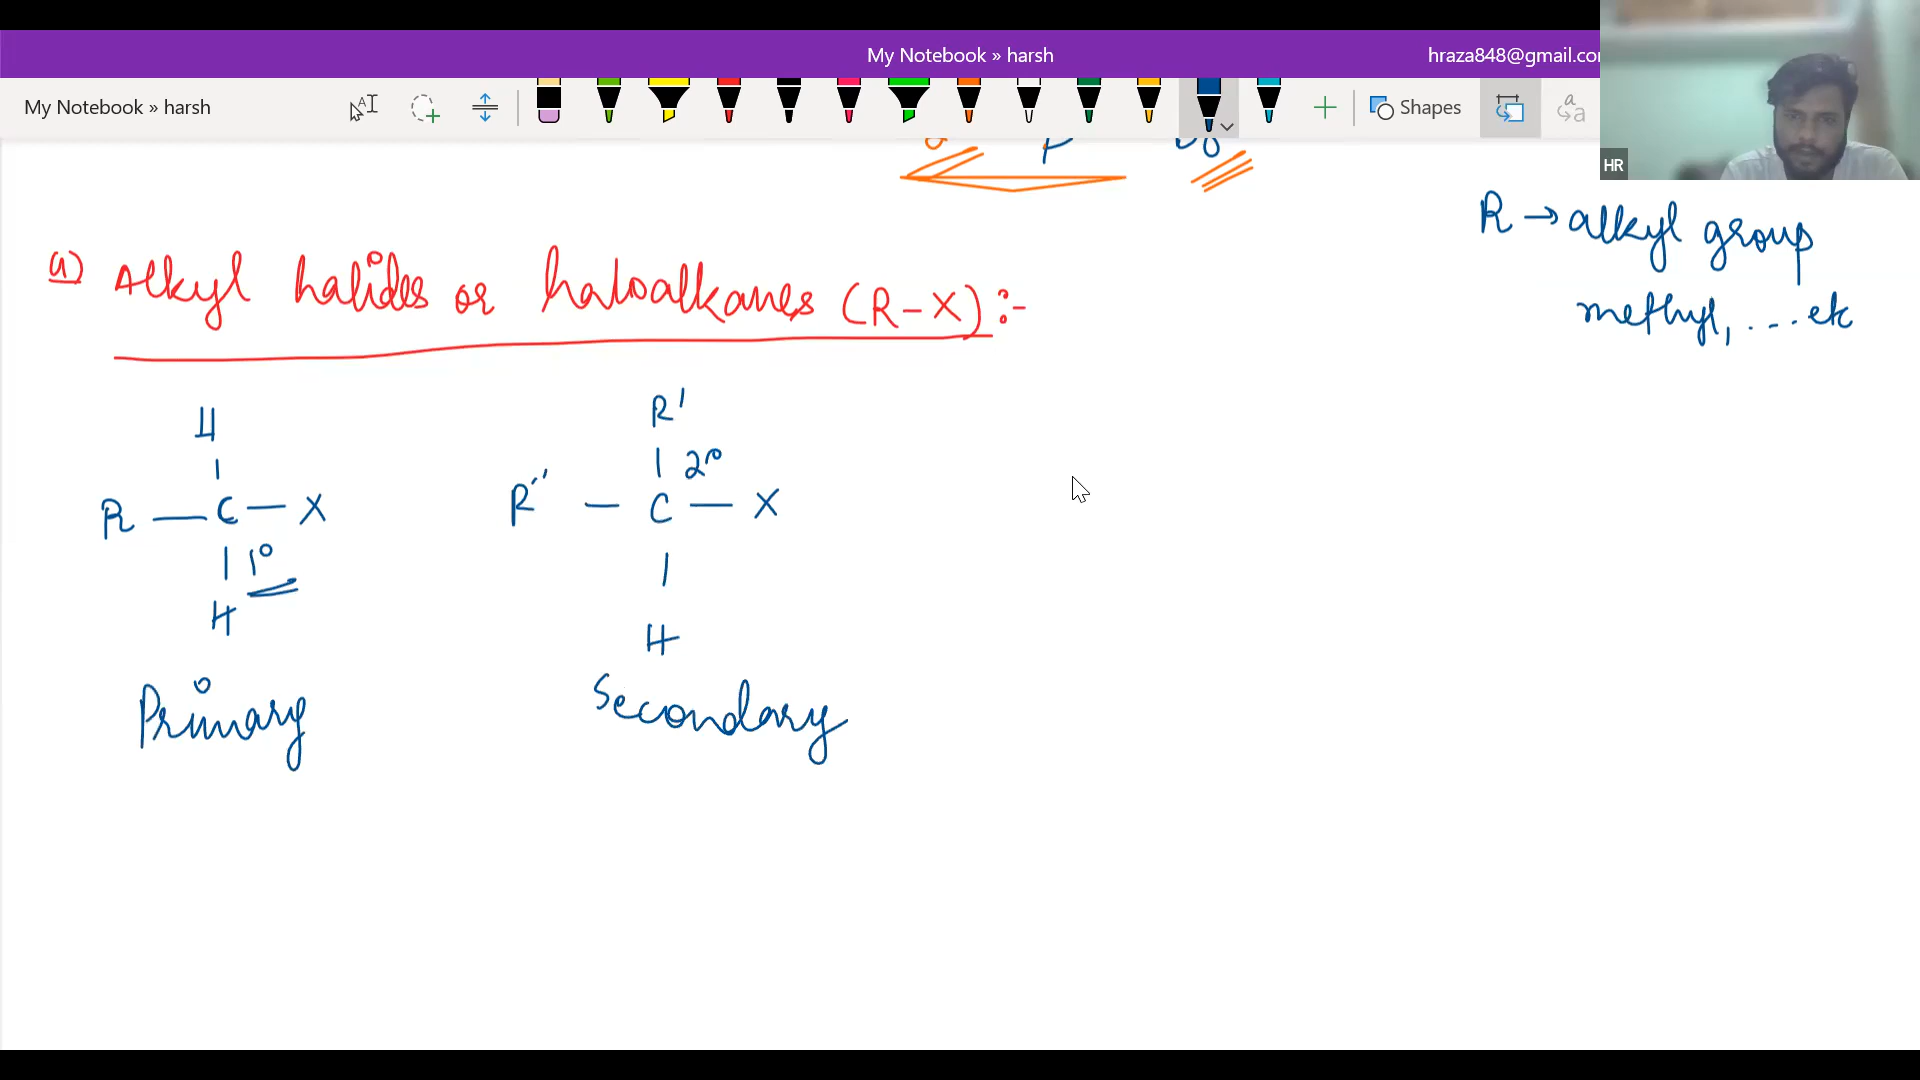 My Notebook » harsh
hraza848@gmail.co
My Notebook » harsh
Shapes
HR
R → alkyl group
methyl, ....etc
a) Alkyl halides or haloalkanes (R-X):-
H
R — C — X
1°
H
Primary
R'
2°
R'' — C — X
H
Secondary